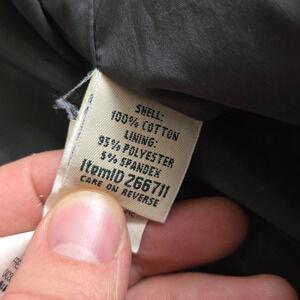 SHELL:
100% COTTON
LINING:
95% POLYESTER
5% SPANDEX
ItemID 266711
CARE ON REVERSE